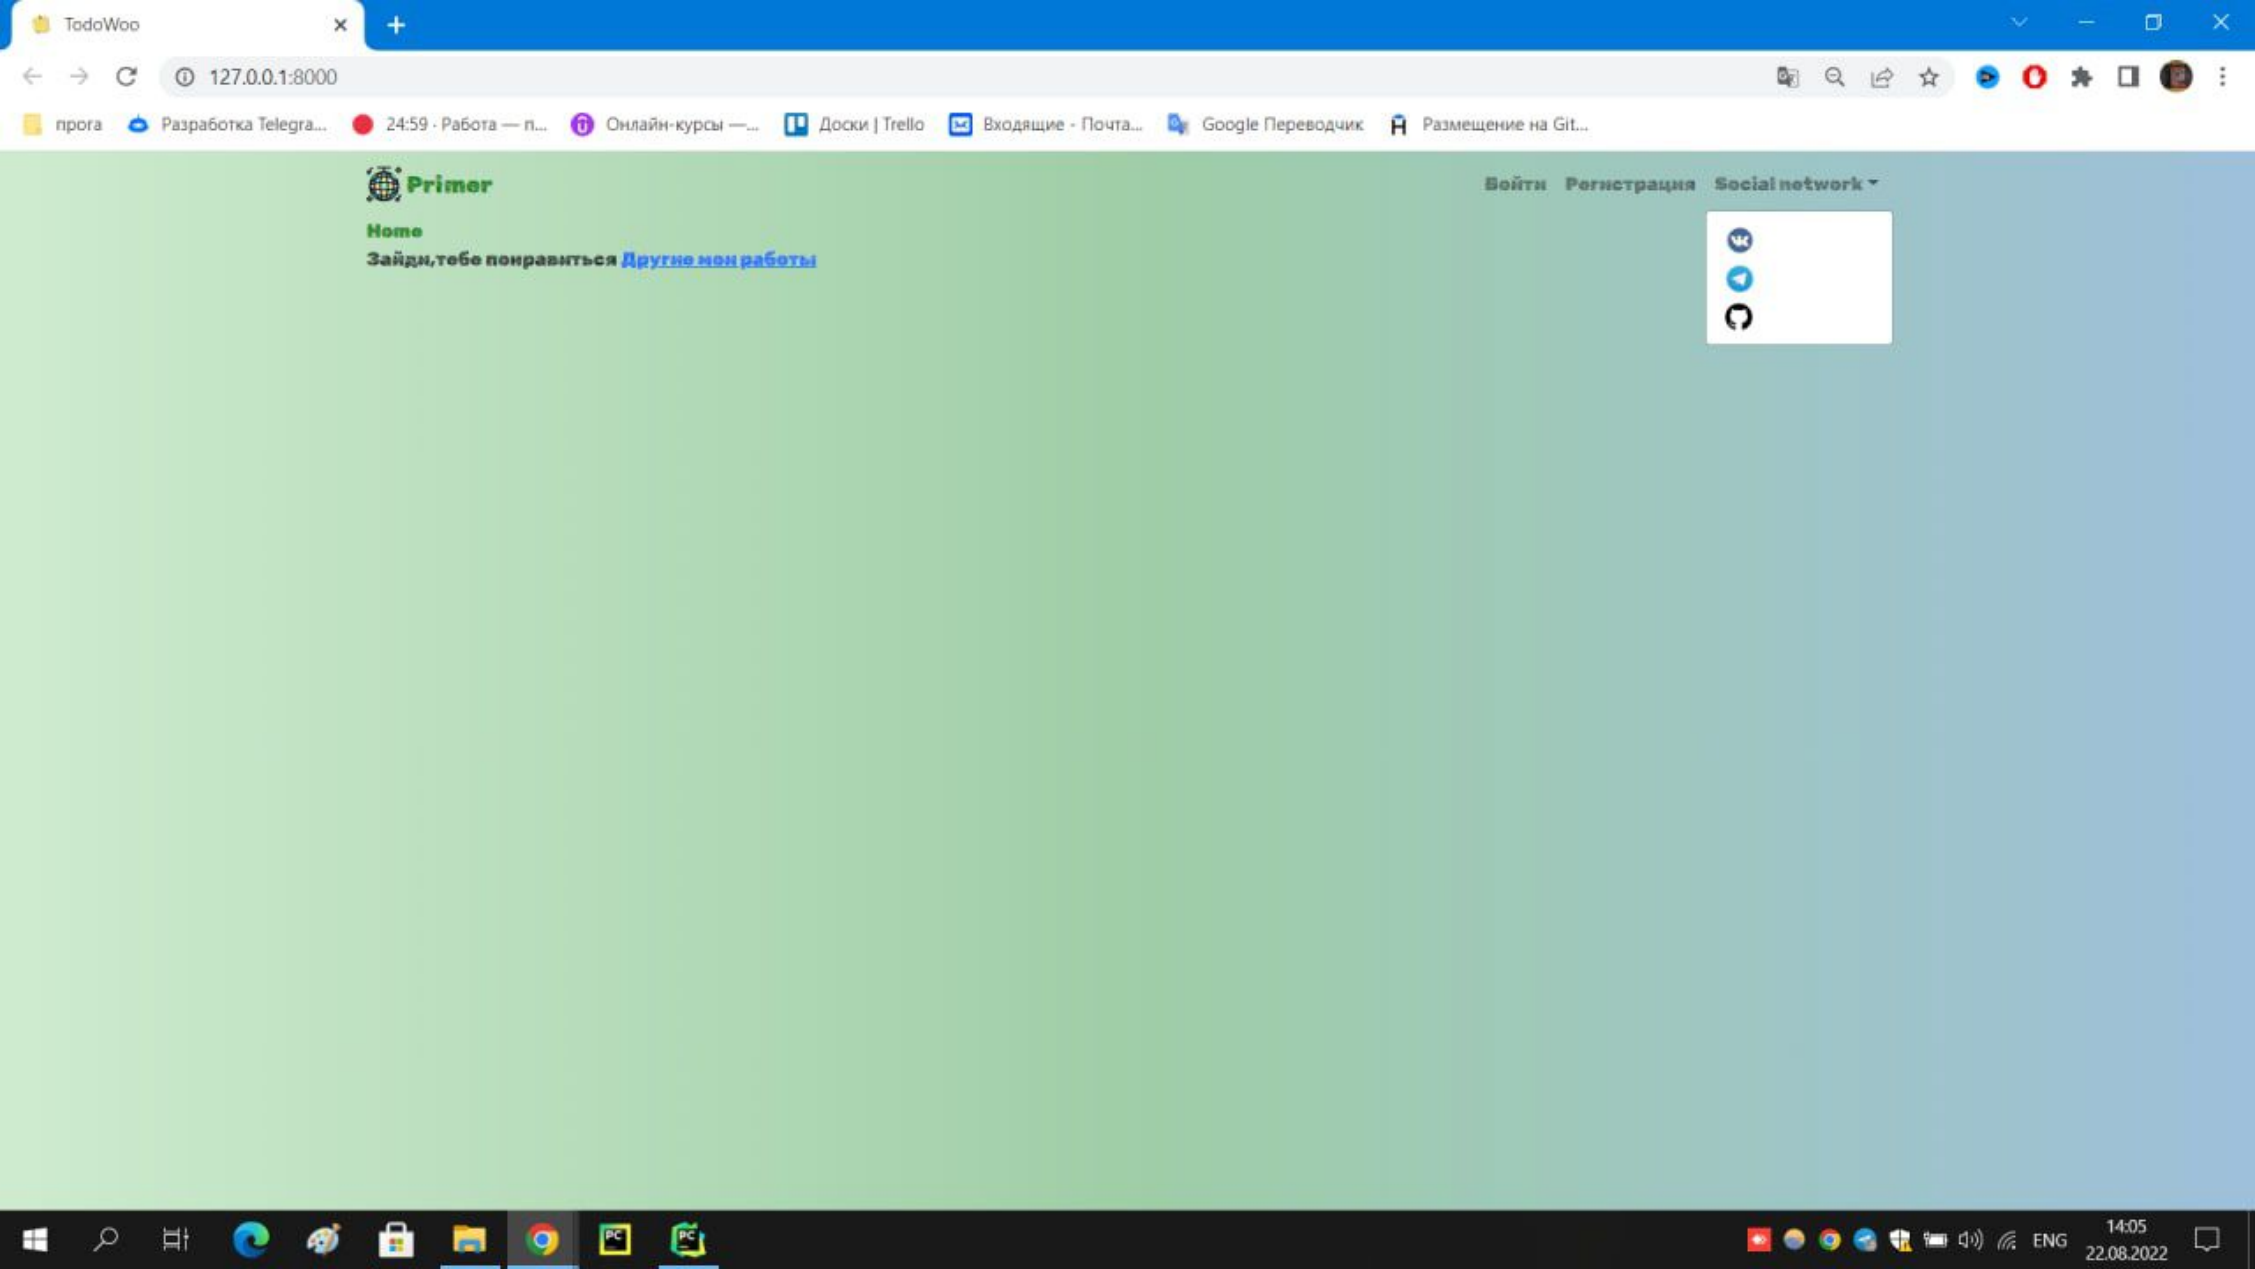 TodoWoo
127.0.0.1:8000
прога Разработка Telegra... 24:59 · Работа — п... Онлайн-курсы —... Доски | Trello Входящие - Почта... Google Переводчик Размещение на Git...
Primer Войти Регистрация Social network
Home
Зайди,тебе понравиться Другие мои работы
ENG 14:05
22.08.2022